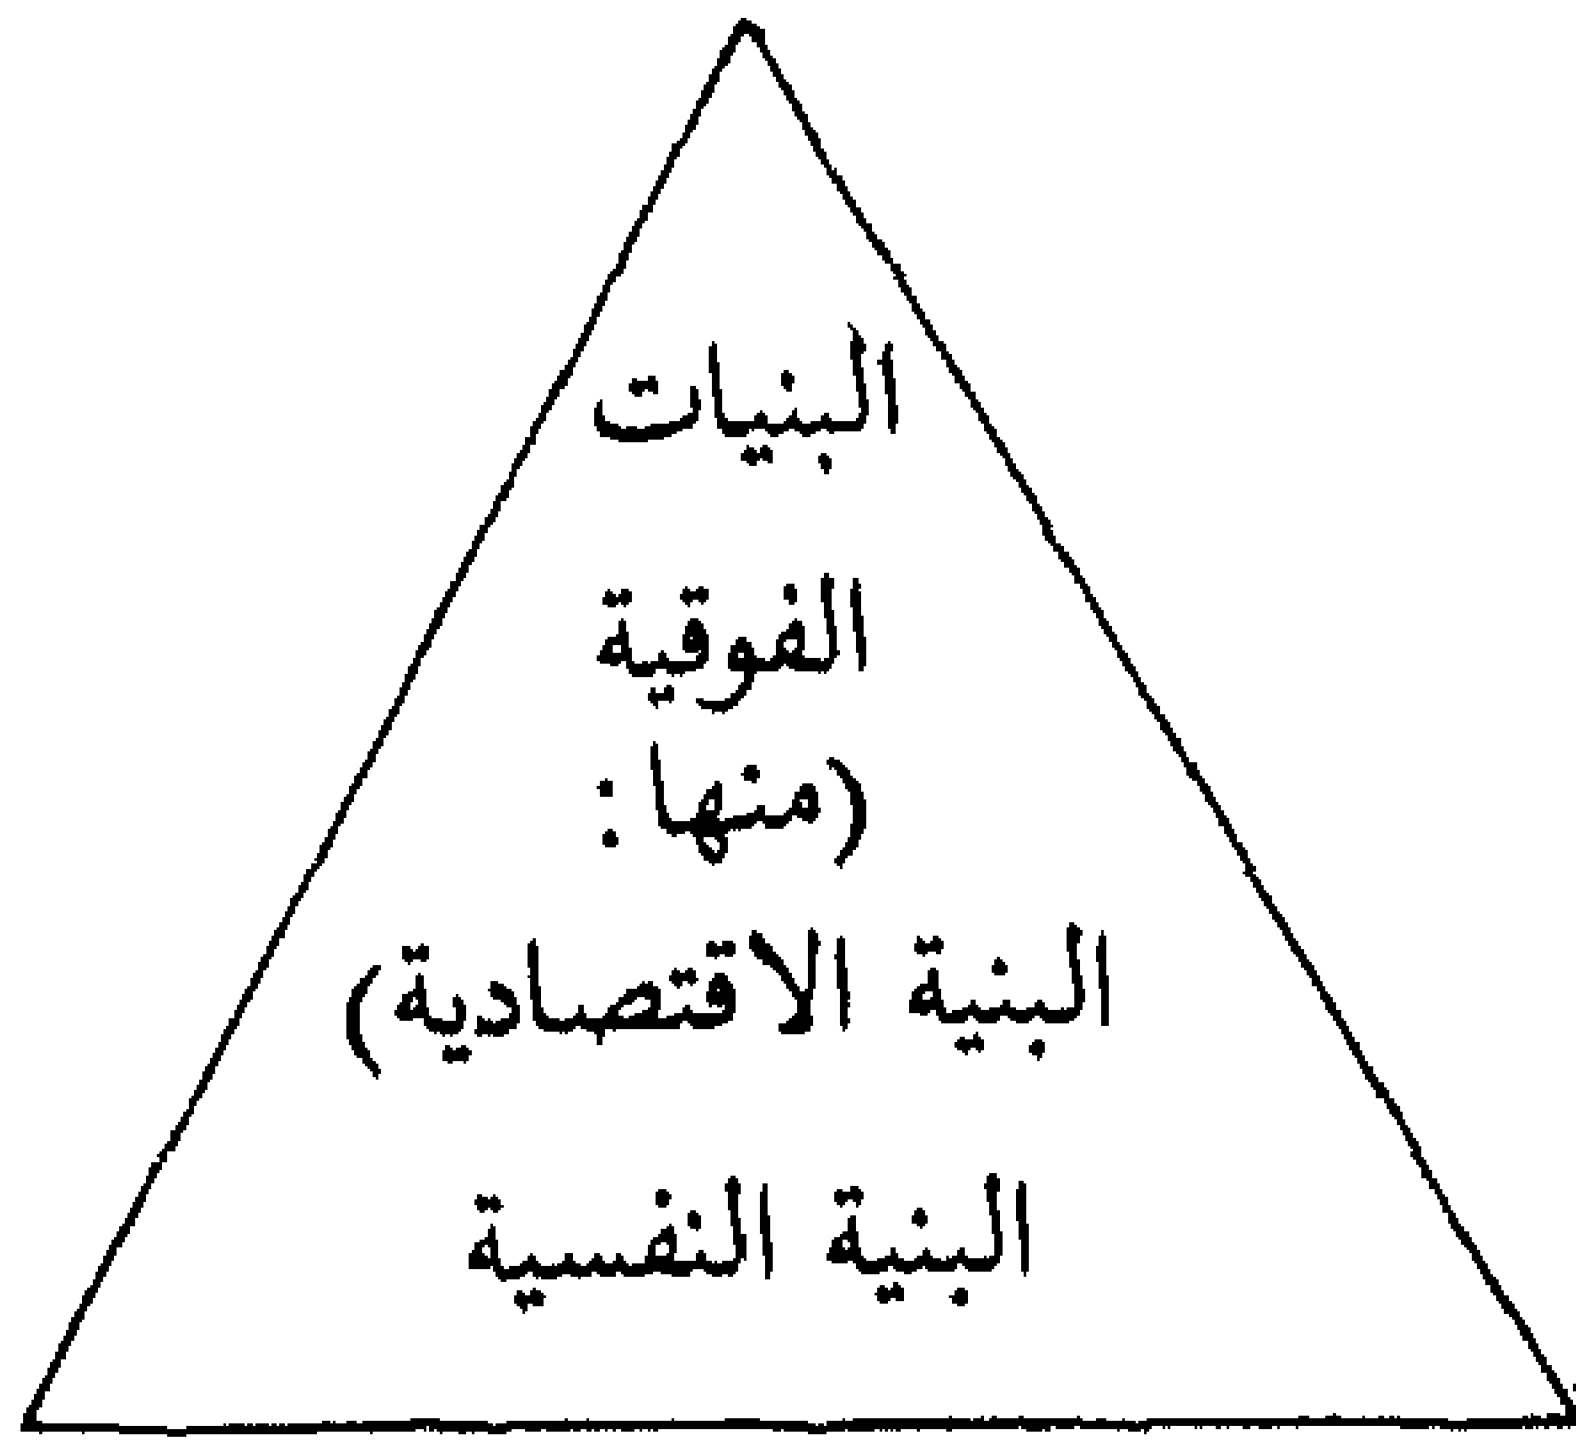 البنيات
الفوقية
(منها :
البنية الاقتصادية)
البنية النفسية